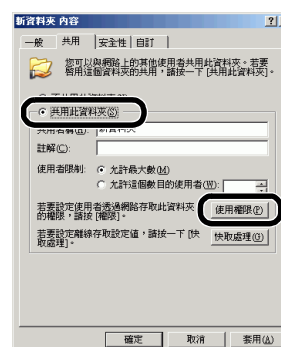 新資料夾 內容
一般 共用 安全性 自訂
您可以與網路上的其他使用者共用此資料夾。若要
啓用這個資料夾的共用，請按一下 [共用此資料夾]。
共用此資料夾(S)
共用名稱(H): 新資料夾
註解(C):
使用者限制: 允許最大數(M)
允許這個數目的使用者(W):
若要設定使用者透過網路存取此資料夾
的權限，請按 [權限]。
使用權限(P)
若要設定離線存取設定値，請按一下 [快
取處理]。
快取處理(G)
確定 取消 套用(A)